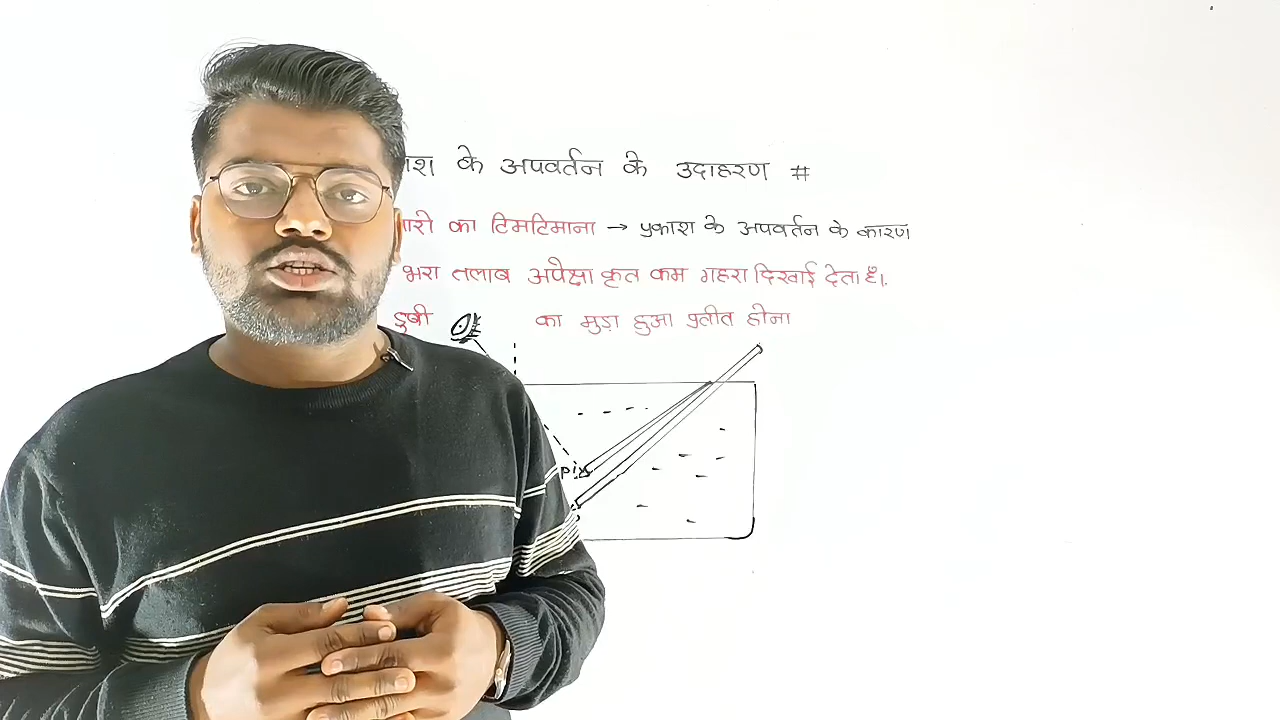 के अपवर्तन के उदाहरण #
का टिमटिमाना → प्रकाश के अपवर्तन के कारण
भरा तलाब अपेक्षा कृत कम गहरा दिखाई देता हैं।
डुबी का मुड़ा हुआ प्रतीत होना